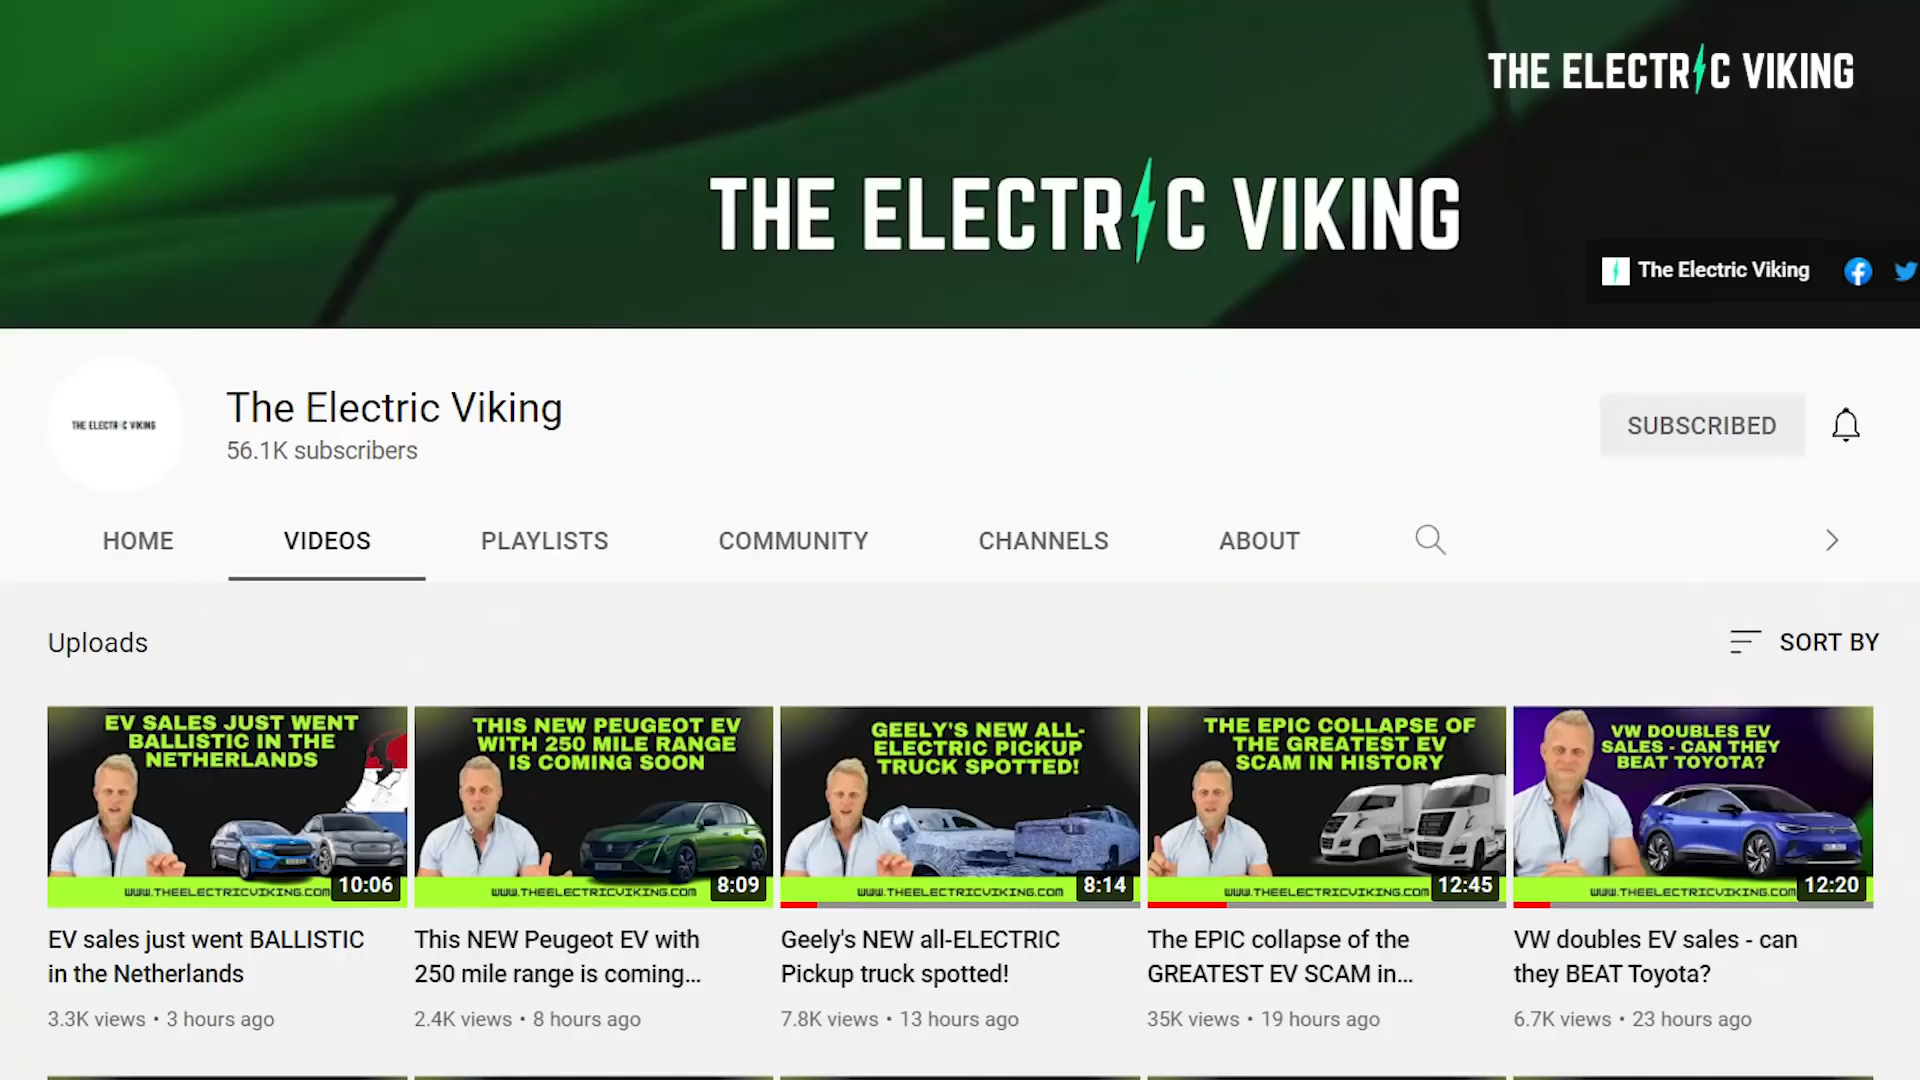 THE ELECTRIC VIKING
THE ELECTRIC VIKING
The Electric Viking
THE ELECTRIC VIKING
The Electric Viking
56.1K subscribers
SUBSCRIBED
HOME
VIDEOS
PLAYLISTS
COMMUNITY
CHANNELS
ABOUT
Uploads
SORT BY
EV SALES JUST WENT
BALLISTIC IN THE
NETHERLANDS
WWW.THEELECTRICVIKING.COM
10:06
THIS NEW PEUGEOT EV
WITH 250 MILE RANGE
IS COMING SOON
WWW.THEELECTRICVIKING.COM
8:09
GEELY'S NEW ALL-
ELECTRIC PICKUP
TRUCK SPOTTED!
WWW.THEELECTRICVIKING.COM
8:14
THE EPIC COLLAPSE OF
THE GREATEST EV
SCAM IN HISTORY
WWW.THEELECTRICVIKING.COM
12:45
VW DOUBLES EV
SALES - CAN THEY
BEAT TOYOTA?
WWW.THEELECTRICVIKING.COM
12:20
EV sales just went BALLISTIC
in the Netherlands
3.3K views • 3 hours ago
This NEW Peugeot EV with
250 mile range is coming...
2.4K views • 8 hours ago
Geely's NEW all-ELECTRIC
Pickup truck spotted!
7.8K views • 13 hours ago
The EPIC collapse of the
GREATEST EV SCAM in...
35K views • 19 hours ago
VW doubles EV sales - can
they BEAT Toyota?
6.7K views • 23 hours ago